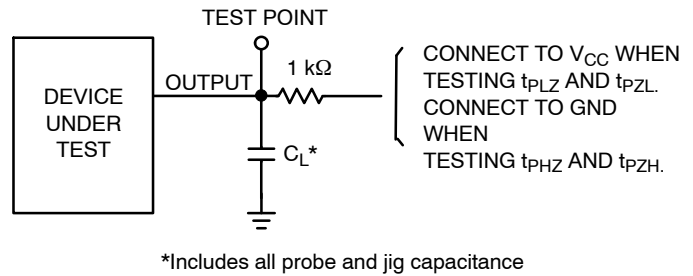 TEST POINT
DEVICE
UNDER
TEST
OUTPUT
1 kΩ
CL*
CONNECT TO VCC WHEN
TESTING tPLZ AND tPZL.
CONNECT TO GND
WHEN
TESTING tPHZ AND tPZH.
*Includes all probe and jig capacitance